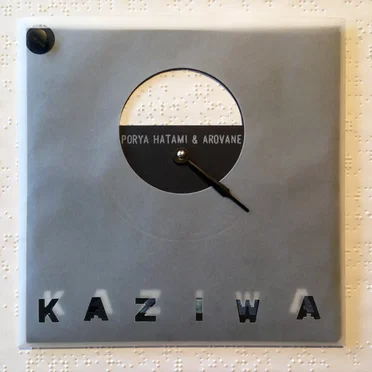 PORYA HATAMI & AROVANE
KAZIWA